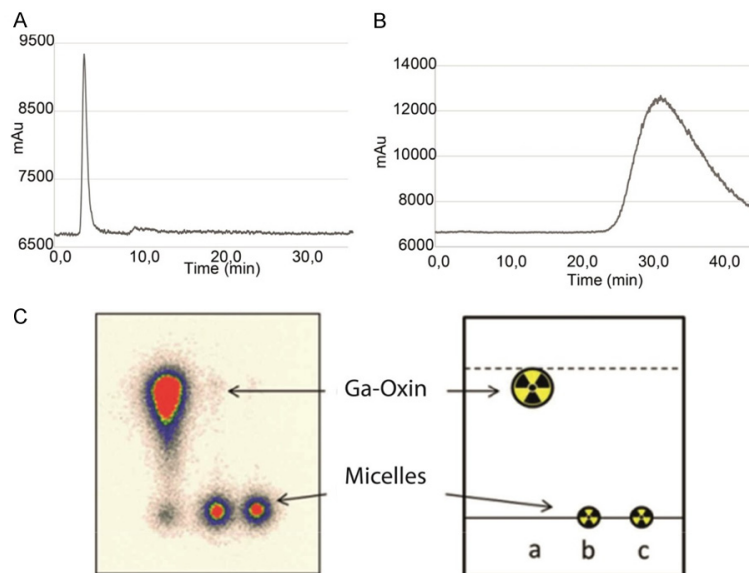 A
9500
8500
7500
6500
mAu
0,0 10,0 20,0 30,0
Time (min)
B
14000
12000
10000
8000
6000
mAu
0,0 10,0 20,0 30,0 40,0
Time (min)
C
Ga-Oxin
Micelles
a b c